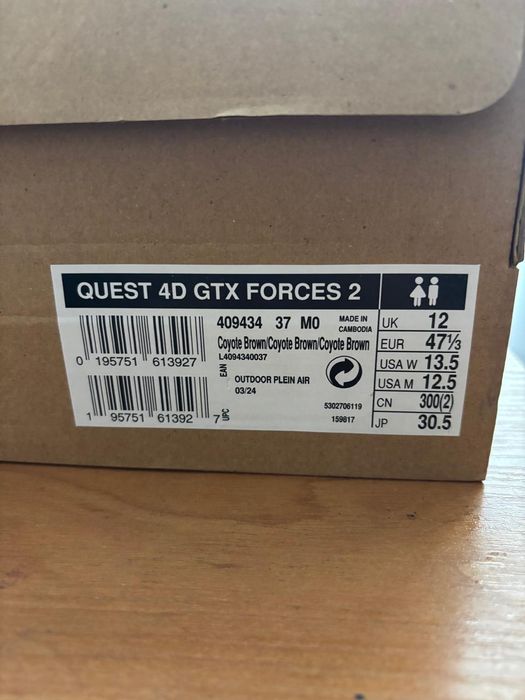 QUEST 4D GTX FORCES 2
409434 37 M0
MADE IN
CAMBODIA
Coyote Brown/Coyote Brown/Coyote Brown
L4094340037
EAN
0 195751 613927
OUTDOOR PLEIN AIR
03/24
5302706119
159817
1 95751 61392 7
UPC
UK 12
EUR 47⅓
USA W 13.5
USA M 12.5
CN 300(2)
JP 30.5